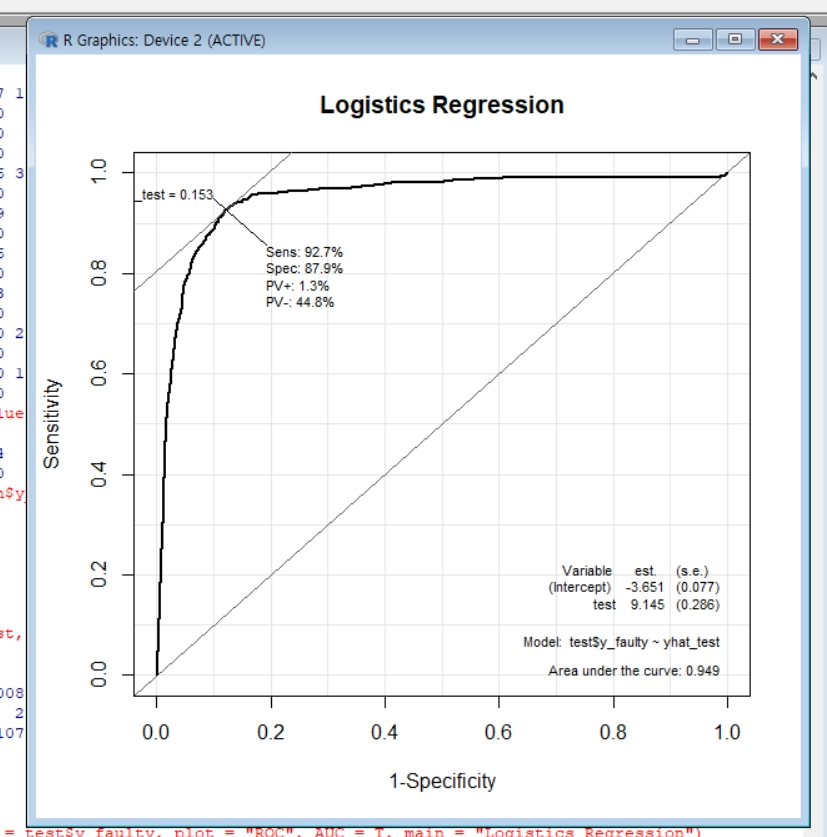 R Graphics: Device 2 (ACTIVE)
Logistics Regression
Sensitivity
1.0
0.8
0.6
0.4
0.2
0.0
_test = 0.153
Sens: 92.7%
Spec: 87.9%
PV+: 1.3%
PV-: 44.8%
Variable est. (s.e.)
(Intercept) -3.651 (0.077)
test 9.145 (0.286)
Model: test$y_faulty ~ yhat_test
Area under the curve: 0.949
0.0 0.2 0.4 0.6 0.8 1.0
1-Specificity
= test$y_faulty, plot = "ROC", AUC = T, main = "Logistics Regression")